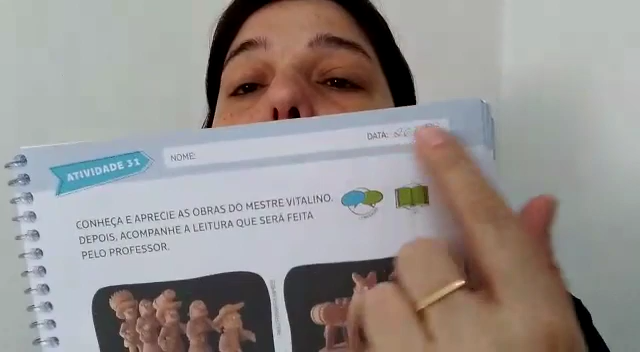 ATIVIDADE 31
NOME:
DATA:
CONHEÇA E APRECIE AS OBRAS DO MESTRE VITALINO.
DEPOIS, ACOMPANHE A LEITURA QUE SERÁ FEITA
PELO PROFESSOR.